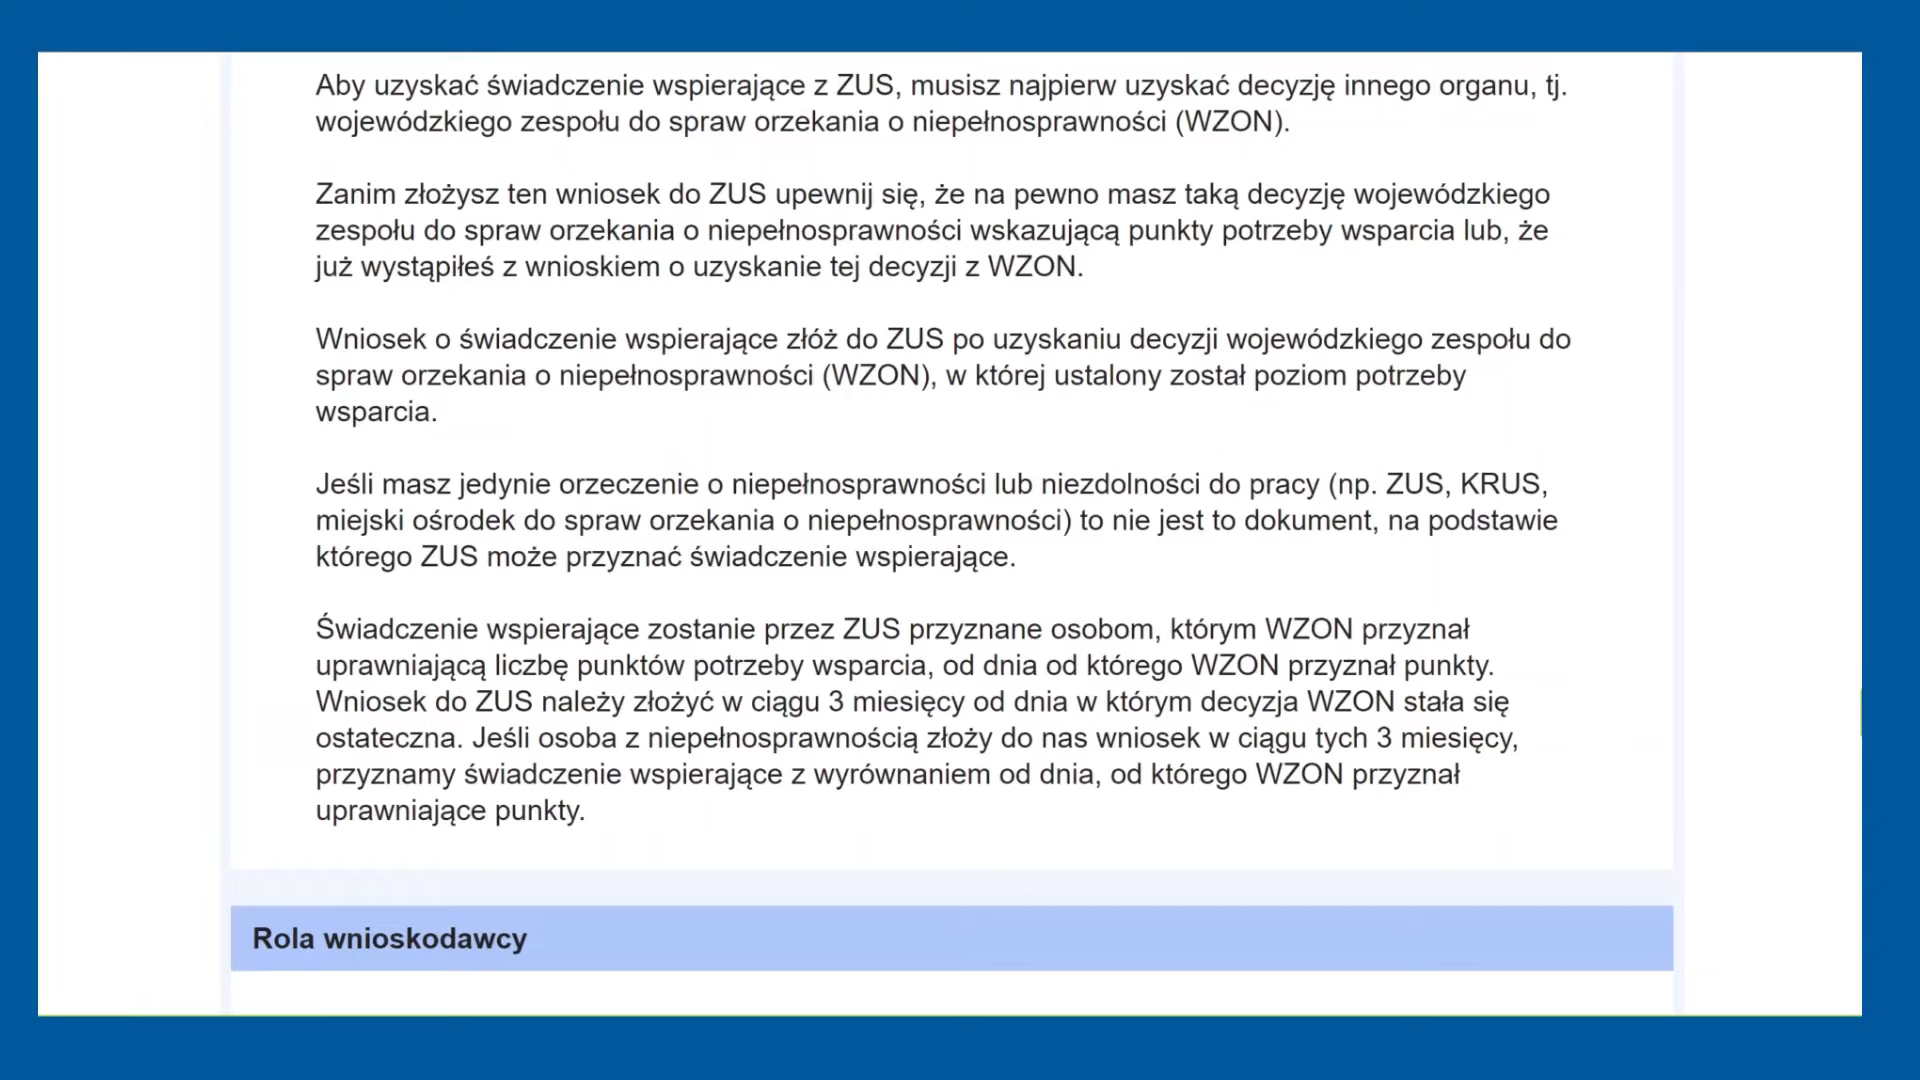 Aby uzyskać świadczenie wspierające z ZUS, musisz najpierw uzyskać decyzję innego organu, tj.
wojewódzkiego zespołu do spraw orzekania o niepełnosprawności (WZON).
Zanim złożysz ten wniosek do ZUS upewnij się, że na pewno masz taką decyzję wojewódzkiego
zespołu do spraw orzekania o niepełnosprawności wskazującą punkty potrzeby wsparcia lub, że
już wystąpiłeś z wnioskiem o uzyskanie tej decyzji z WZON.
Wniosek o świadczenie wspierające złóż do ZUS po uzyskaniu decyzji wojewódzkiego zespołu do
spraw orzekania o niepełnosprawności (WZON), w której ustalony został poziom potrzeby
wsparcia.
Jeśli masz jedynie orzeczenie o niepełnosprawności lub niezdolności do pracy (np. ZUS, KRUS,
miejski ośrodek do spraw orzekania o niepełnosprawności) to nie jest to dokument, na podstawie
którego ZUS może przyznać świadczenie wspierające.
Świadczenie wspierające zostanie przez ZUS przyznane osobom, którym WZON przyznał
uprawniającą liczbę punktów potrzeby wsparcia, od dnia od którego WZON przyznał punkty.
Wniosek do ZUS należy złożyć w ciągu 3 miesięcy od dnia w którym decyzja WZON stała się
ostateczna. Jeśli osoba z niepełnosprawnością złoży do nas wniosek w ciągu tych 3 miesięcy,
przyznamy świadczenie wspierające z wyrównaniem od dnia, od którego WZON przyznał
uprawniające punkty.
Rola wnioskodawcy